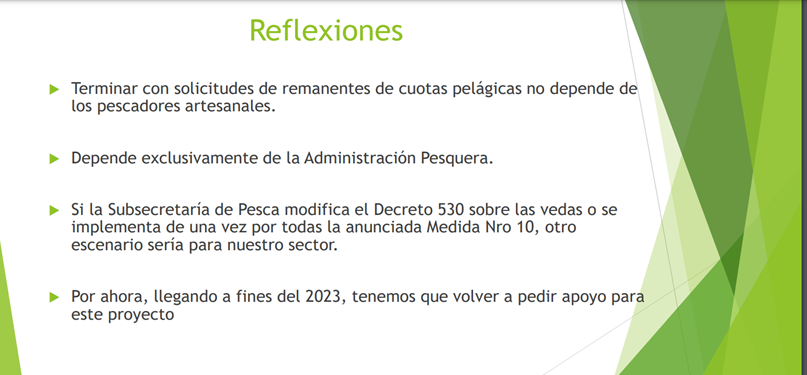 Reflexiones
Terminar con solicitudes de remanentes de cuotas pelágicas no depende de
los pescadores artesanales.
Depende exclusivamente de la Administración Pesquera.
Si la Subsecretaría de Pesca modifica el Decreto 530 sobre las vedas o se
implementa de una vez por todas la anunciada Medida Nro 10, otro
escenario sería para nuestro sector.
Por ahora, llegando a fines del 2023, tenemos que volver a pedir apoyo para
este proyecto